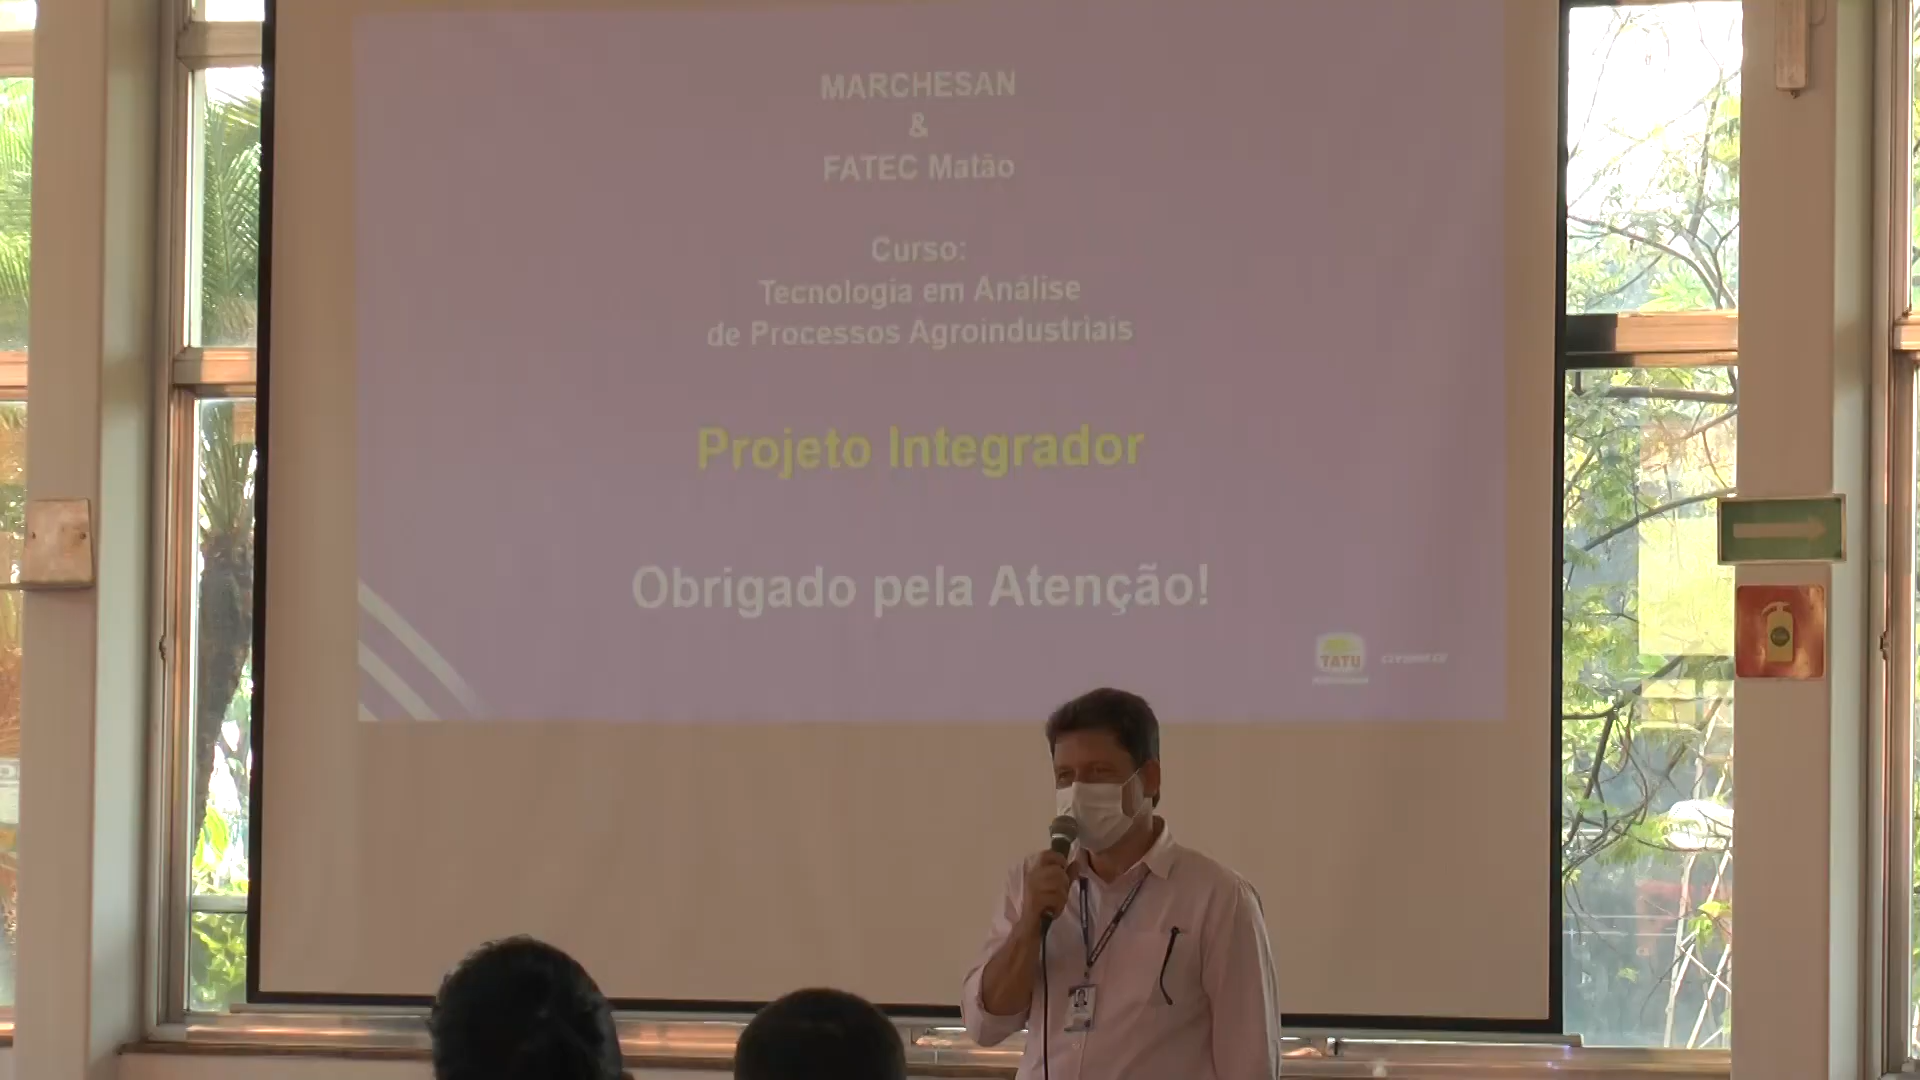 MARCHESAN
&
FATEC Matão
Curso:
Tecnologia em Análise
de Processos Agroindustriais
Projeto Integrador
Obrigado pela Atenção!
TATU